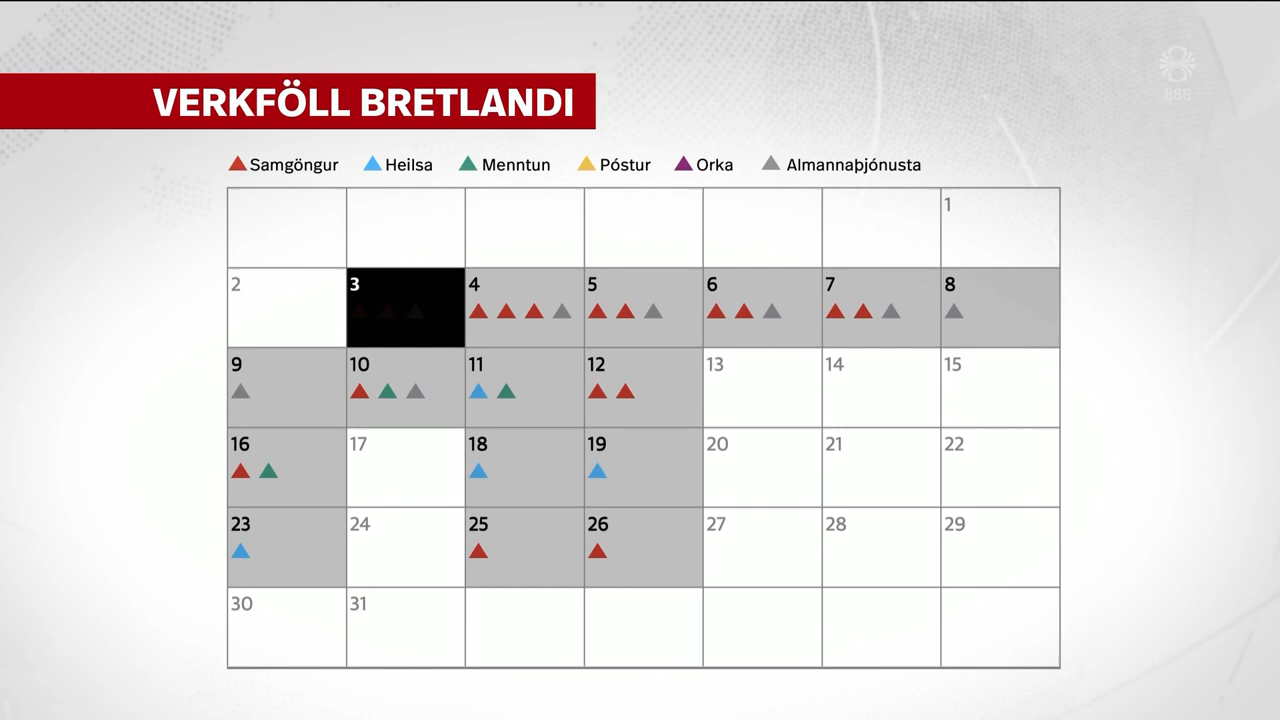 VERKFÖLL BRETLANDI
888
Samgöngur Heilsa Menntun Póstur Orka Almannaþjónusta
1
2 3 4 5 6 7 8
9 10 11 12 13 14 15
16 17 18 19 20 21 22
23 24 25 26 27 28 29
30 31